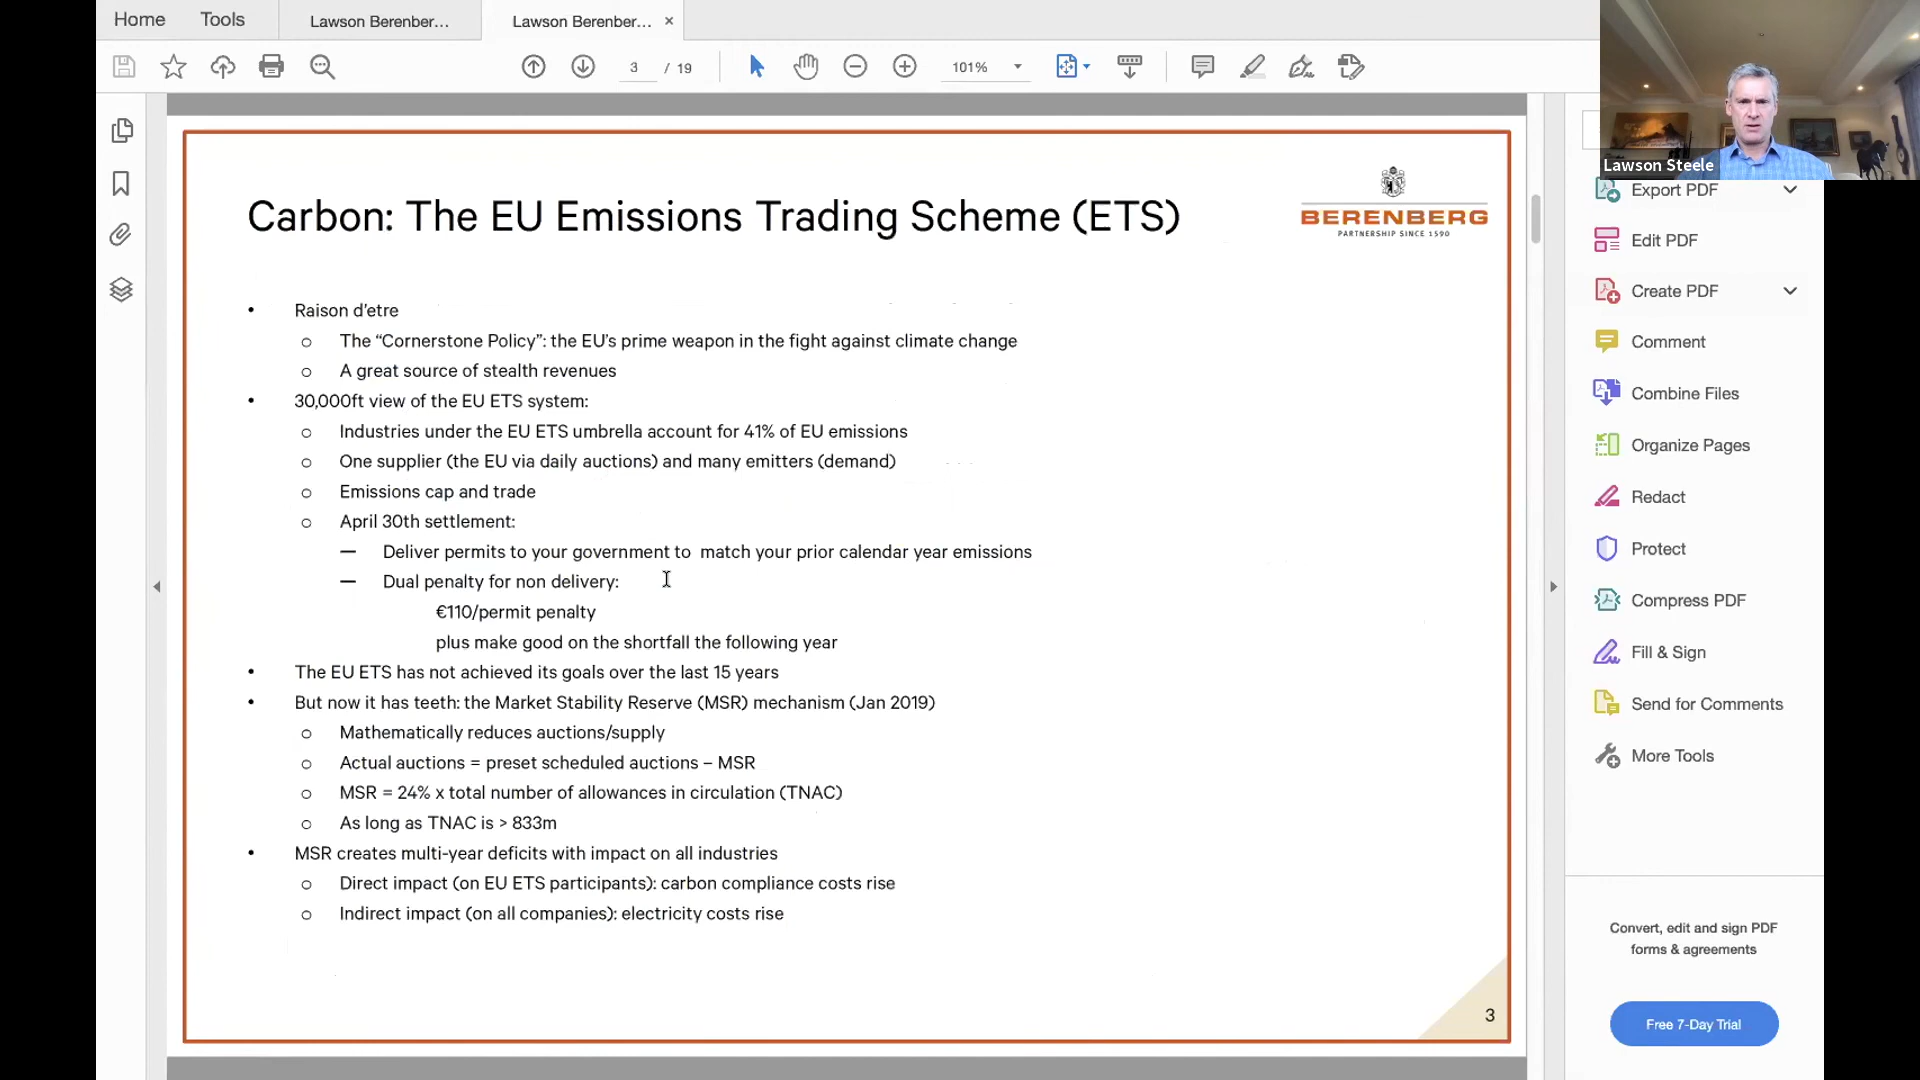 Home Tools Lawson Berenber... Lawson Berenber... ×
3 / 19 101%
Lawson Steele
Carbon: The EU Emissions Trading Scheme (ETS)
BERENBERG
PARTNERSHIP SINCE 1590
• Raison d'etre
o The “Cornerstone Policy”: the EU's prime weapon in the fight against climate change
o A great source of stealth revenues
• 30,000ft view of the EU ETS system:
o Industries under the EU ETS umbrella account for 41% of EU emissions
o One supplier (the EU via daily auctions) and many emitters (demand)
o Emissions cap and trade
o April 30th settlement:
— Deliver permits to your government to match your prior calendar year emissions
— Dual penalty for non delivery:
€110/permit penalty
plus make good on the shortfall the following year
• The EU ETS has not achieved its goals over the last 15 years
• But now it has teeth: the Market Stability Reserve (MSR) mechanism (Jan 2019)
o Mathematically reduces auctions/supply
o Actual auctions = preset scheduled auctions – MSR
o MSR = 24% x total number of allowances in circulation (TNAC)
o As long as TNAC is > 833m
• MSR creates multi-year deficits with impact on all industries
o Direct impact (on EU ETS participants): carbon compliance costs rise
o Indirect impact (on all companies): electricity costs rise
3
Export PDF
Edit PDF
Create PDF
Comment
Combine Files
Organize Pages
Redact
Protect
Compress PDF
Fill & Sign
Send for Comments
More Tools
Convert, edit and sign PDF
forms & agreements
Free 7-Day Trial